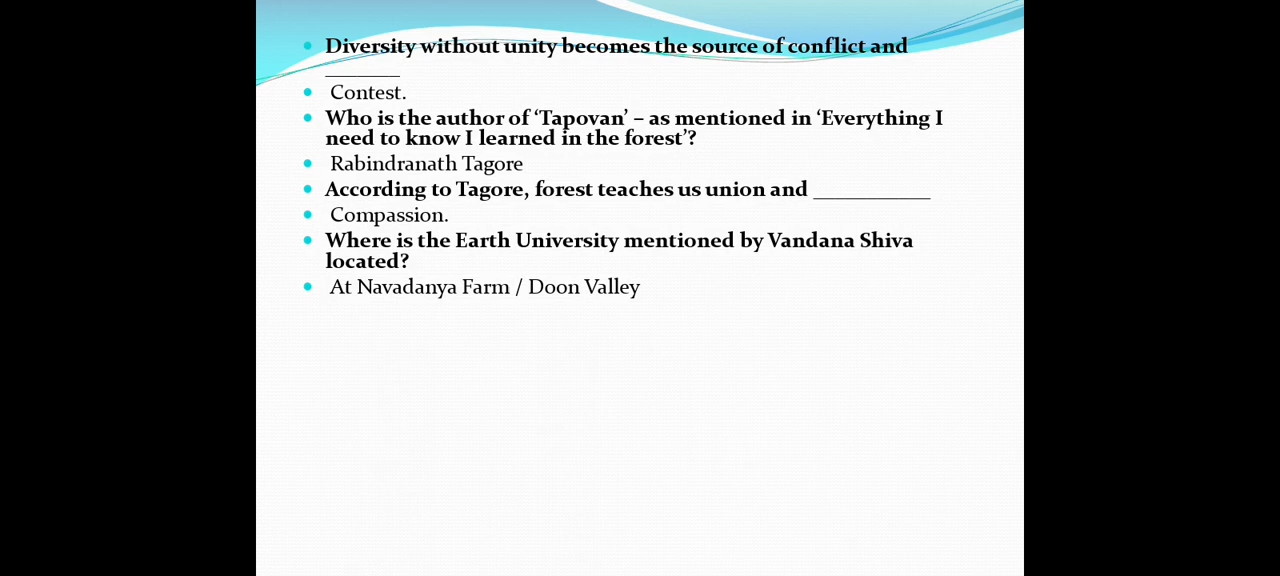 Diversity without unity becomes the source of conflict and
_______
Contest.
Who is the author of ‘Tapovan’ – as mentioned in ‘Everything I
need to know I learned in the forest’?
Rabindranath Tagore
According to Tagore, forest teaches us union and ___________
Compassion.
Where is the Earth University mentioned by Vandana Shiva
located?
At Navadanya Farm / Doon Valley